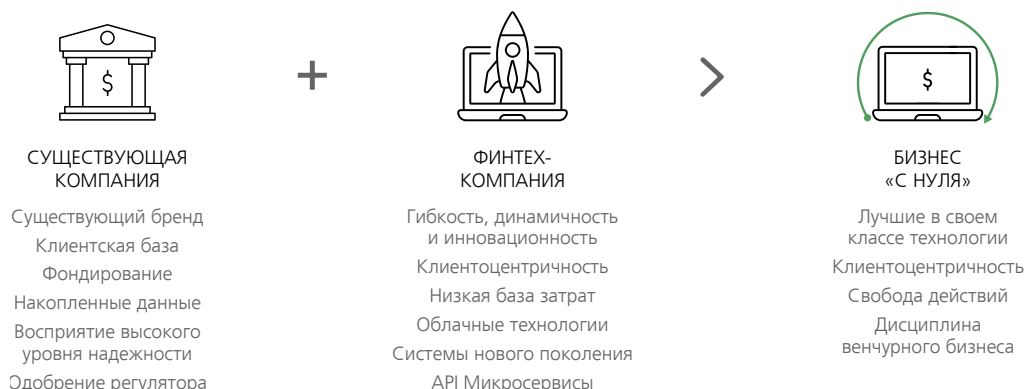 $
+
>
$
СУЩЕСТВУЮЩАЯ
КОМПАНИЯ
Существующий бренд
Клиентская база
Фондирование
Накопленные данные
Восприятие высокого
уровня надежности
Одобрение регулятора
ФИНТЕХ-
КОМПАНИЯ
Гибкость, динамичность
и инновационность
Клиентоцентричность
Низкая база затрат
Облачные технологии
Системы нового поколения
API Микросервисы
БИЗНЕС
«С НУЛЯ»
Лучшие в своем
классе технологии
Клиентоцентричность
Свобода действий
Дисциплина
венчурного бизнеса